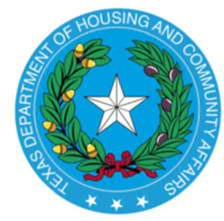 TEXAS DEPARTMENT OF HOUSING AND COMMUNITY AFFAIRS